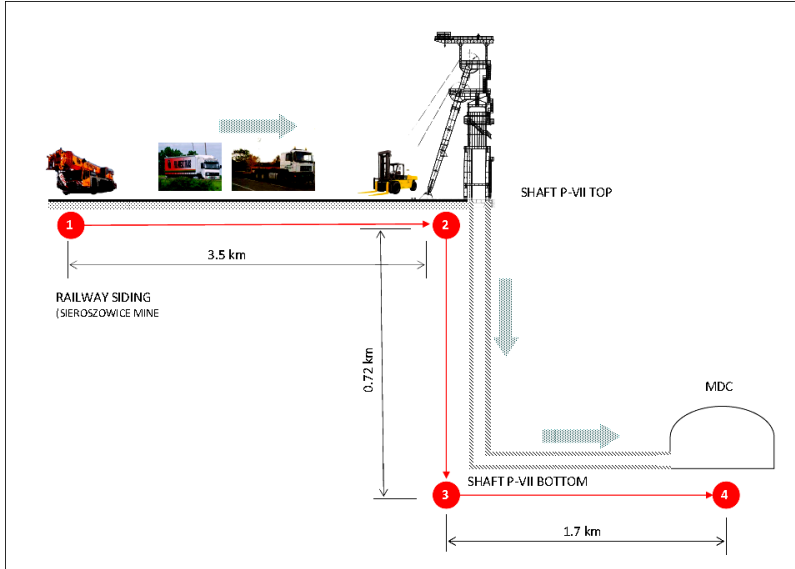 SHAFT P-VII TOP
1
2
3.5 km
RAILWAY SIDING
(SIEROSZOWICE MINE
0.72 km
MDC
SHAFT P-VII BOTTOM
3
4
1.7 km